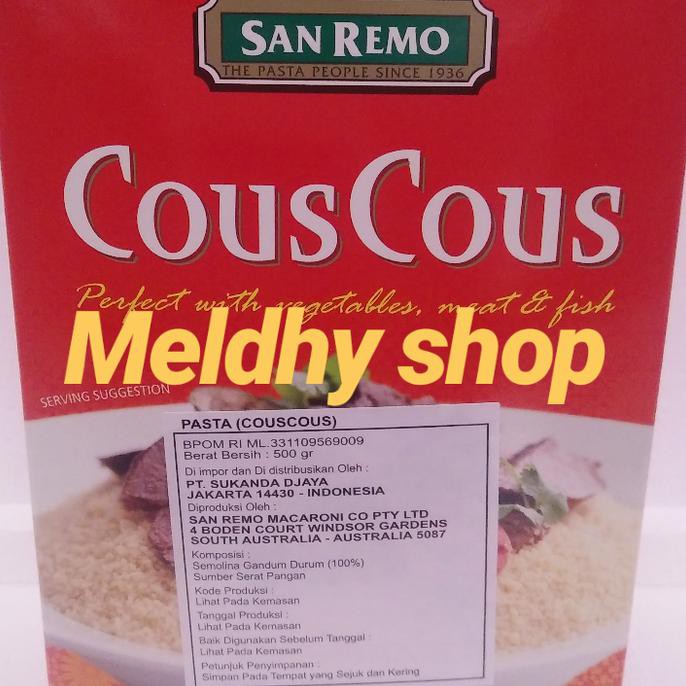 SAN REMO
THE PASTA PEOPLE SINCE 1936
CousCous
Perfect with vegetables, meat & fish
Meldhy shop
SERVING SUGGESTION
PASTA (COUSCOUS)
BPOM RI ML.331109569009
Berat Bersih : 500 gr
Di impor dan Di distribusikan Oleh :
PT. SUKANDA DJAYA
JAKARTA 14430 - INDONESIA
Diproduksi Oleh :
SAN REMO MACARONI CO PTY LTD
4 BODEN COURT WINDSOR GARDENS
SOUTH AUSTRALIA - AUSTRALIA 5087
Komposisi :
Semolina Gandum Durum (100%)
Sumber Serat Pangan
Kode Produksi :
Lihat Pada Kemasan
Tanggal Produksi :
Lihat Pada Kemasan
Baik Digunakan Sebelum Tanggal :
Lihat Pada Kemasan
Petunjuk Penyimpanan :
Simpan Pada Tempat yang Sejuk dan Kering